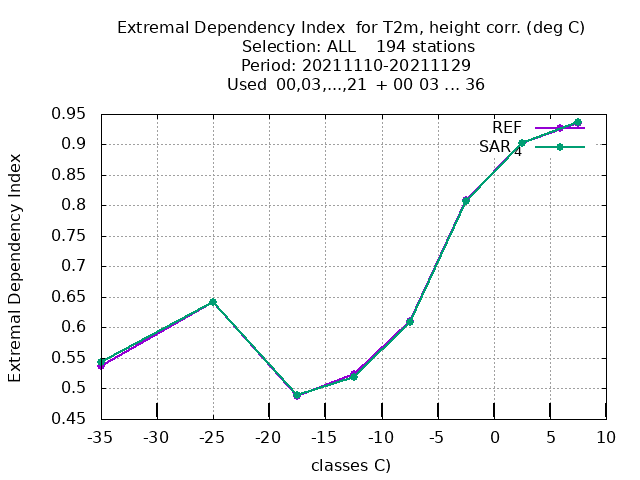 Extremal Dependency Index  for T2m, height corr. (deg C)
Selection: ALL    194 stations
Period: 20211110-20211129
Used  00,03,...,21  + 00 03 ... 36
REF
SAR 4
Extremal Dependency Index
0.95
0.9
0.85
0.8
0.75
0.7
0.65
0.6
0.55
0.5
0.45
-35 -30 -25 -20 -15 -10 -5 0 5 10
classes C)